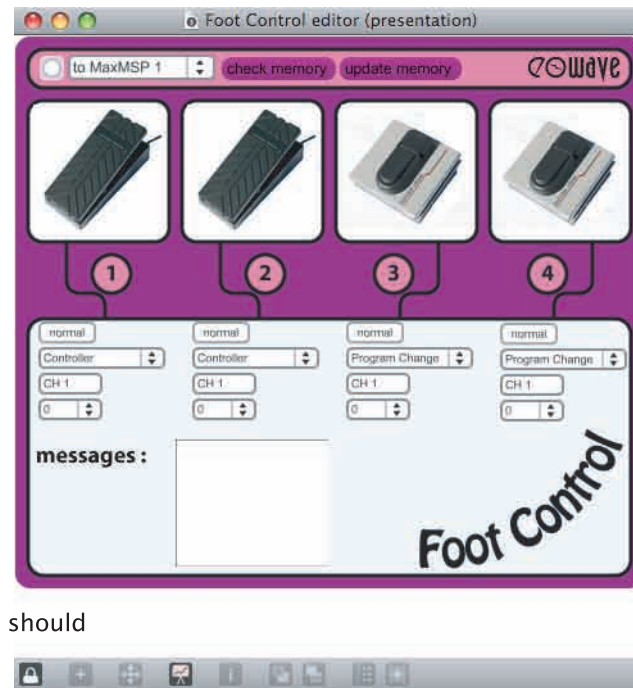 Foot Control editor (presentation)
to MaxMSP 1 check memory update memory eowave
1 2 3 4
normal normal normal normal
Controller Controller Program Change Program Change
CH 1 CH 1 CH 1 CH 1
0 0 0 0
messages :
Foot Control
should